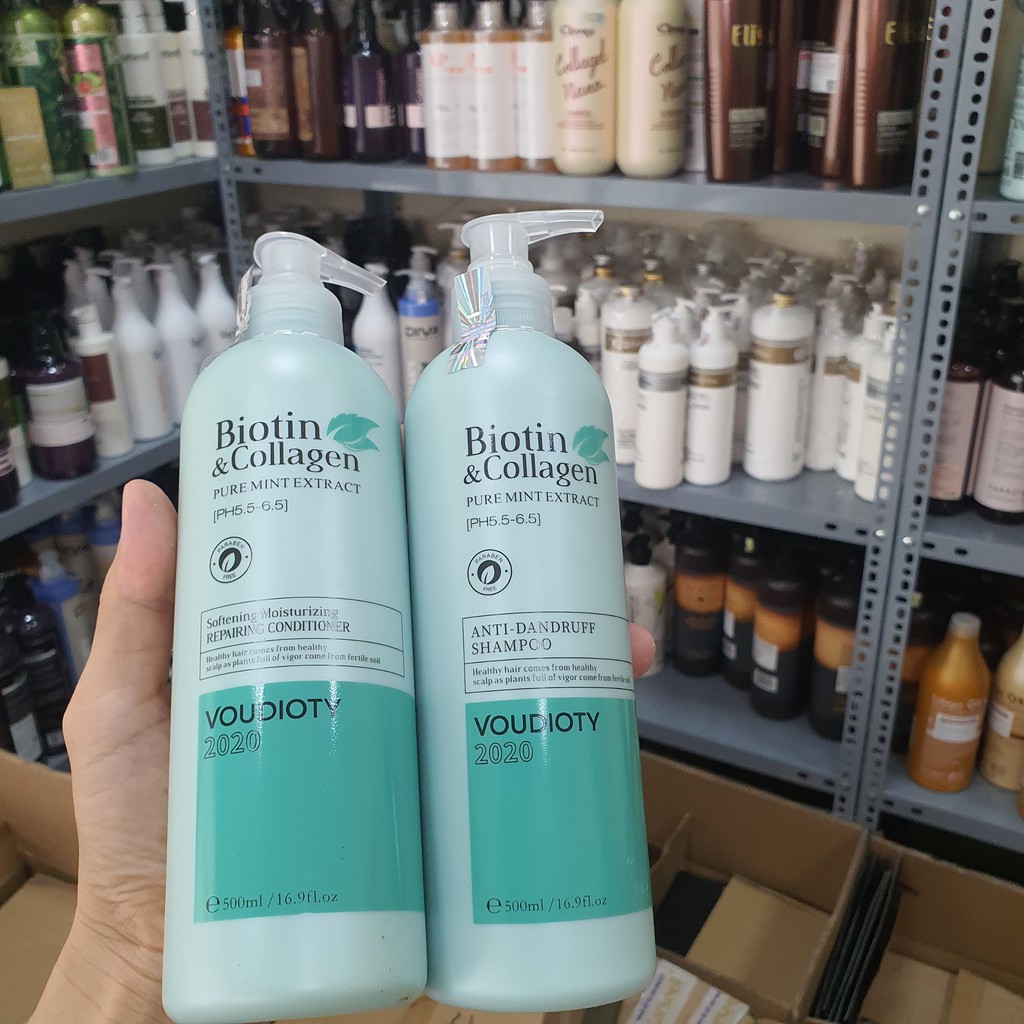 Biotin
&Collagen
PURE MINT EXTRACT
[PH5.5-6.5]
PARABEN
FREE
Softening Moisturizing
REPAIRING CONDITIONER
Healthy hair comes from healthy
scalp as plants full of vigor come from fertile soil
VOUDIOTY
2020
e 500ml /16.9fl.oz
Biotin
&Collagen
PURE MINT EXTRACT
[PH5.5-6.5]
PARABEN
FREE
ANTI-DANDRUFF
SHAMPOO
Healthy hair comes from healthy
scalp as plants full of vigor come from fertile soil
VOUDIOTY
2020
e 500ml /16.9fl.oz
Collagen
Elis